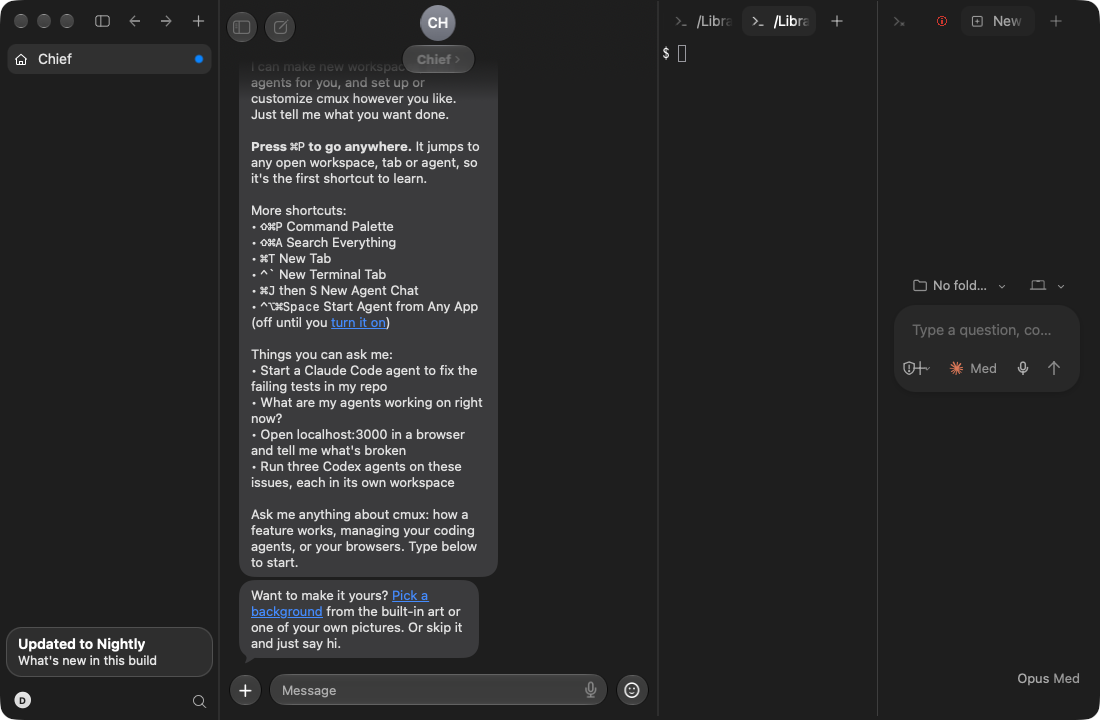 Chief
Updated to Nightly
What's new in this build
D
CH
Chief
I can make new workspac
agents for you, and set up or
customize cmux however you like.
Just tell me what you want done.
Press ⌘P to go anywhere. It jumps to
any open workspace, tab or agent, so
it's the first shortcut to learn.
More shortcuts:
• ⇧⌘P Command Palette
• ⇧⌘A Search Everything
• ⌘T New Tab
• ^` New Terminal Tab
• ⌘J then S New Agent Chat
• ^⌥⌘Space Start Agent from Any App
(off until you turn it on)
Things you can ask me:
• Start a Claude Code agent to fix the
failing tests in my repo
• What are my agents working on right
now?
• Open localhost:3000 in a browser
and tell me what's broken
• Run three Codex agents on these
issues, each in its own workspace
Ask me anything about cmux: how a
feature works, managing your coding
agents, or your browsers. Type below
to start.
Want to make it yours? Pick a
background from the built-in art or
one of your own pictures. Or skip it
and just say hi.
Message
/Libra
/Libra
$
New
No fold...
Type a question, co...
Med
Opus Med